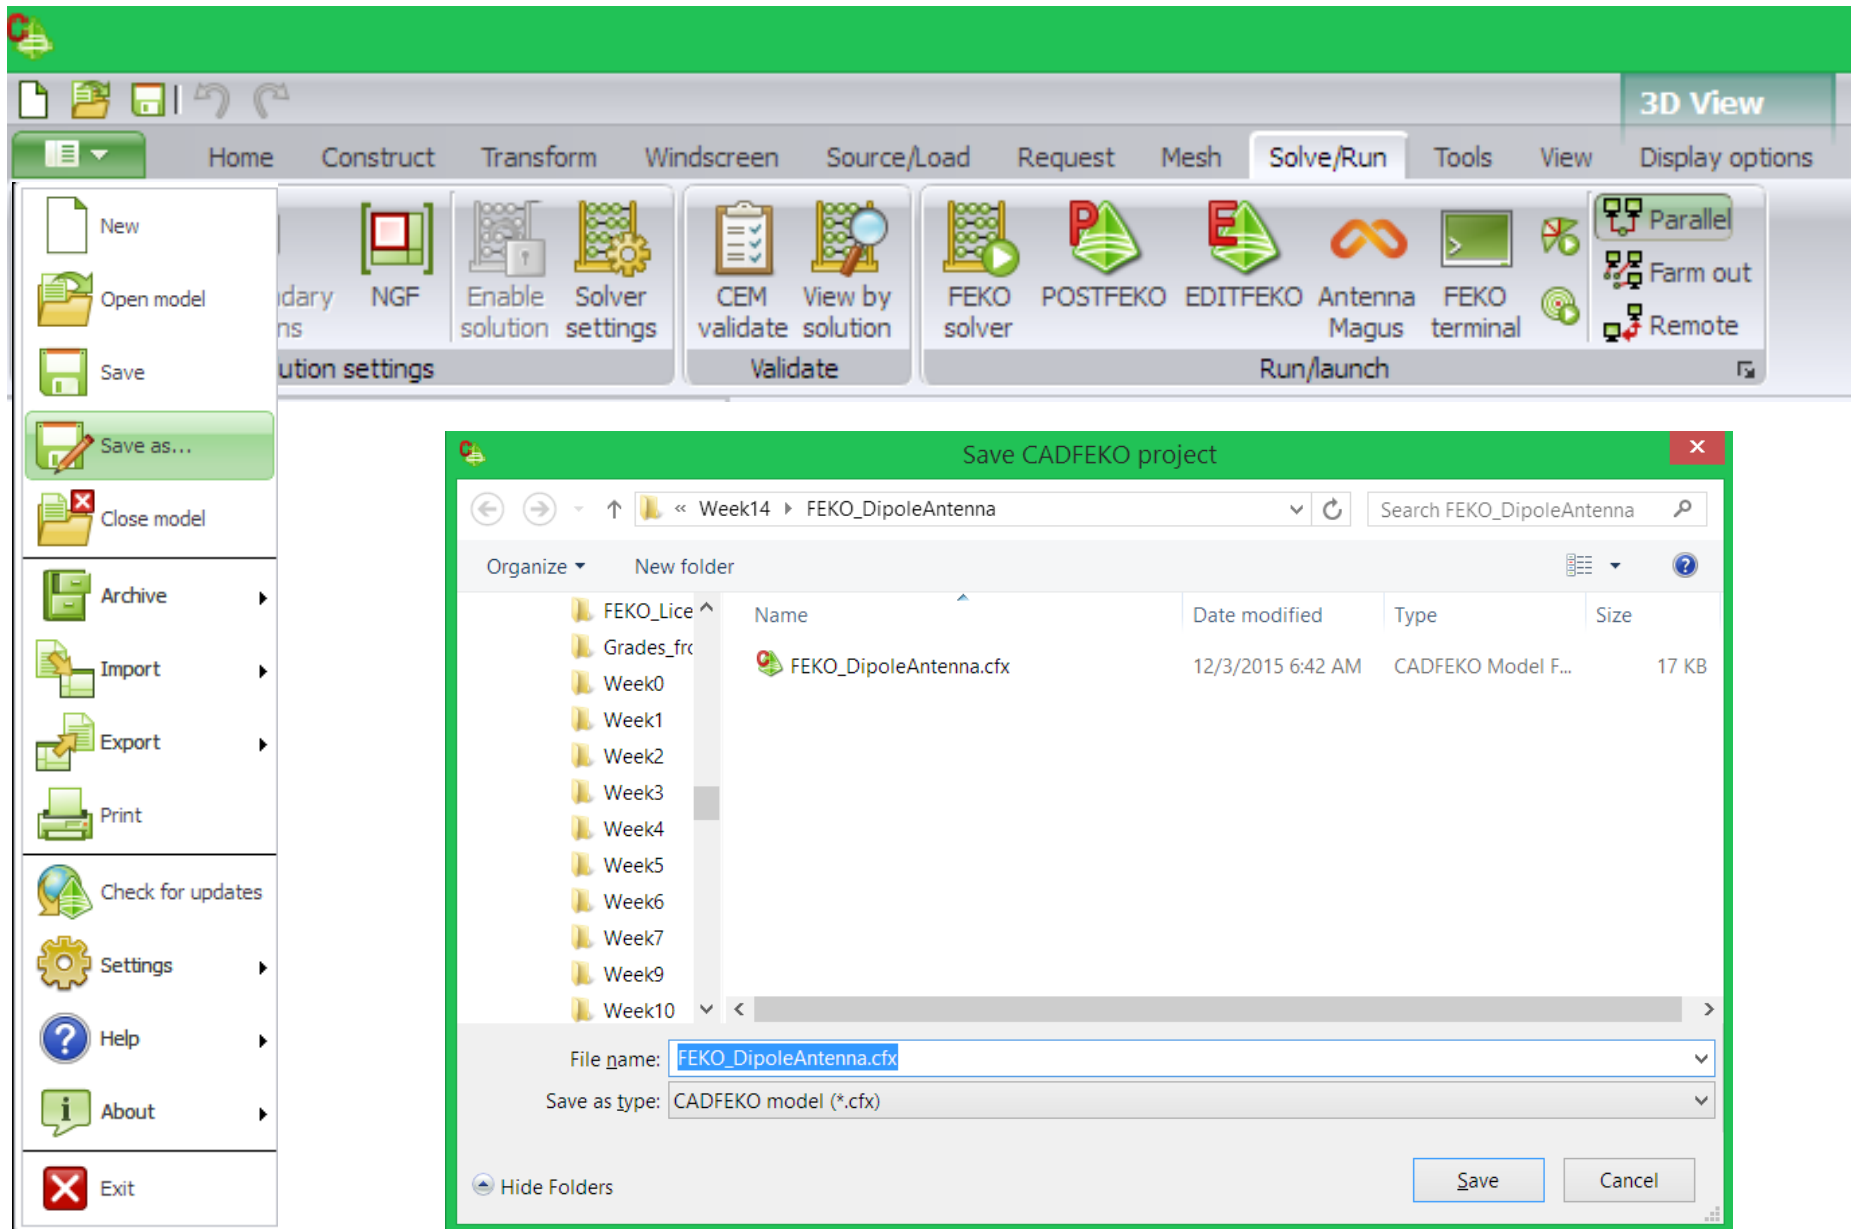 3D View
Home Construct Transform Windscreen Source/Load Request Mesh Solve/Run Tools View Display options
New
Open model
Save
Save as...
Close model
Archive
Import
Export
Print
Check for updates
Settings
Help
About
Exit
dary
ns
NGF
Enable
solution
Solver
settings
ution settings
CEM
validate
View by
solution
Validate
FEKO
solver
POSTFEKO
EDITFEKO
Antenna
Magus
FEKO
terminal
Parallel
Farm out
Remote
Run/launch
Save CADFEKO project
« Week14 FEKO_DipoleAntenna
Search FEKO_DipoleAntenna
Organize New folder
FEKO_Lice
Grades_frc
Week0
Week1
Week2
Week3
Week4
Week5
Week6
Week7
Week9
Week10
Name Date modified Type Size
FEKO_DipoleAntenna.cfx 12/3/2015 6:42 AM CADFEKO Model F... 17 KB
File name: FEKO_DipoleAntenna.cfx
Save as type: CADFEKO model (*.cfx)
Hide Folders
Save Cancel